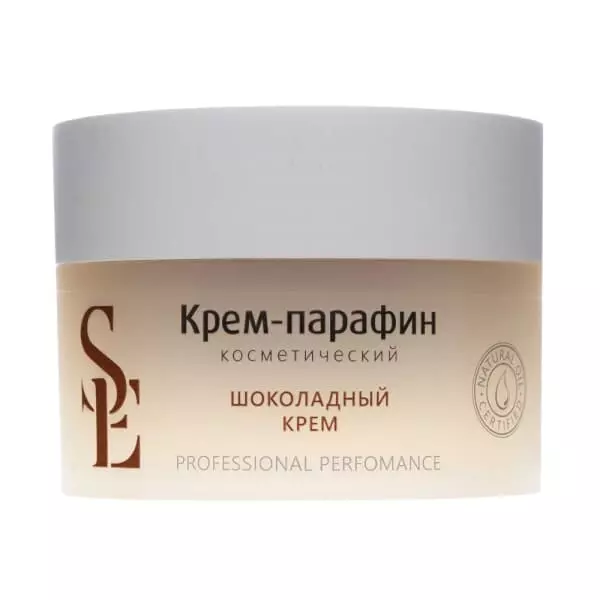 SE
Крем-парафин
косметический
ШОКОЛАДНЫЙ
КРЕМ
PROFESSIONAL PERFOMANCE
NATURAL OIL
CERTIFIED